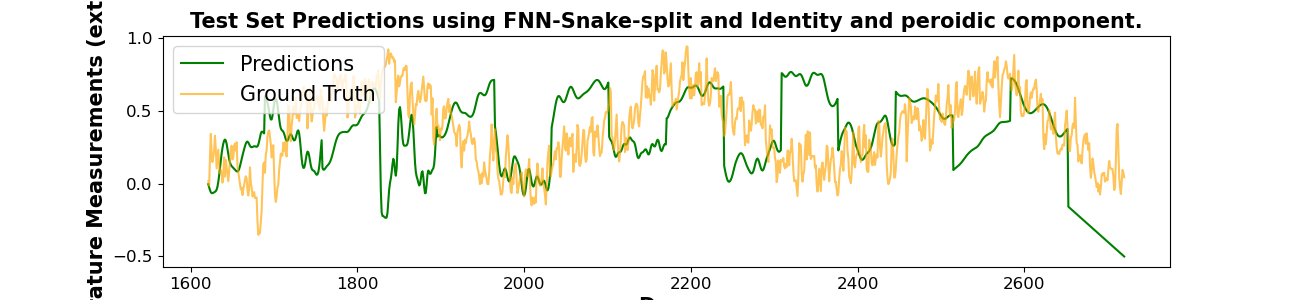 Test Set Predictions using FNN-Snake-split and Identity and peroidic component.
Measurements
Predictions
Ground Truth
1.0
0.5
0.0
−0.5
1600 1800 2000 2200 2400 2600